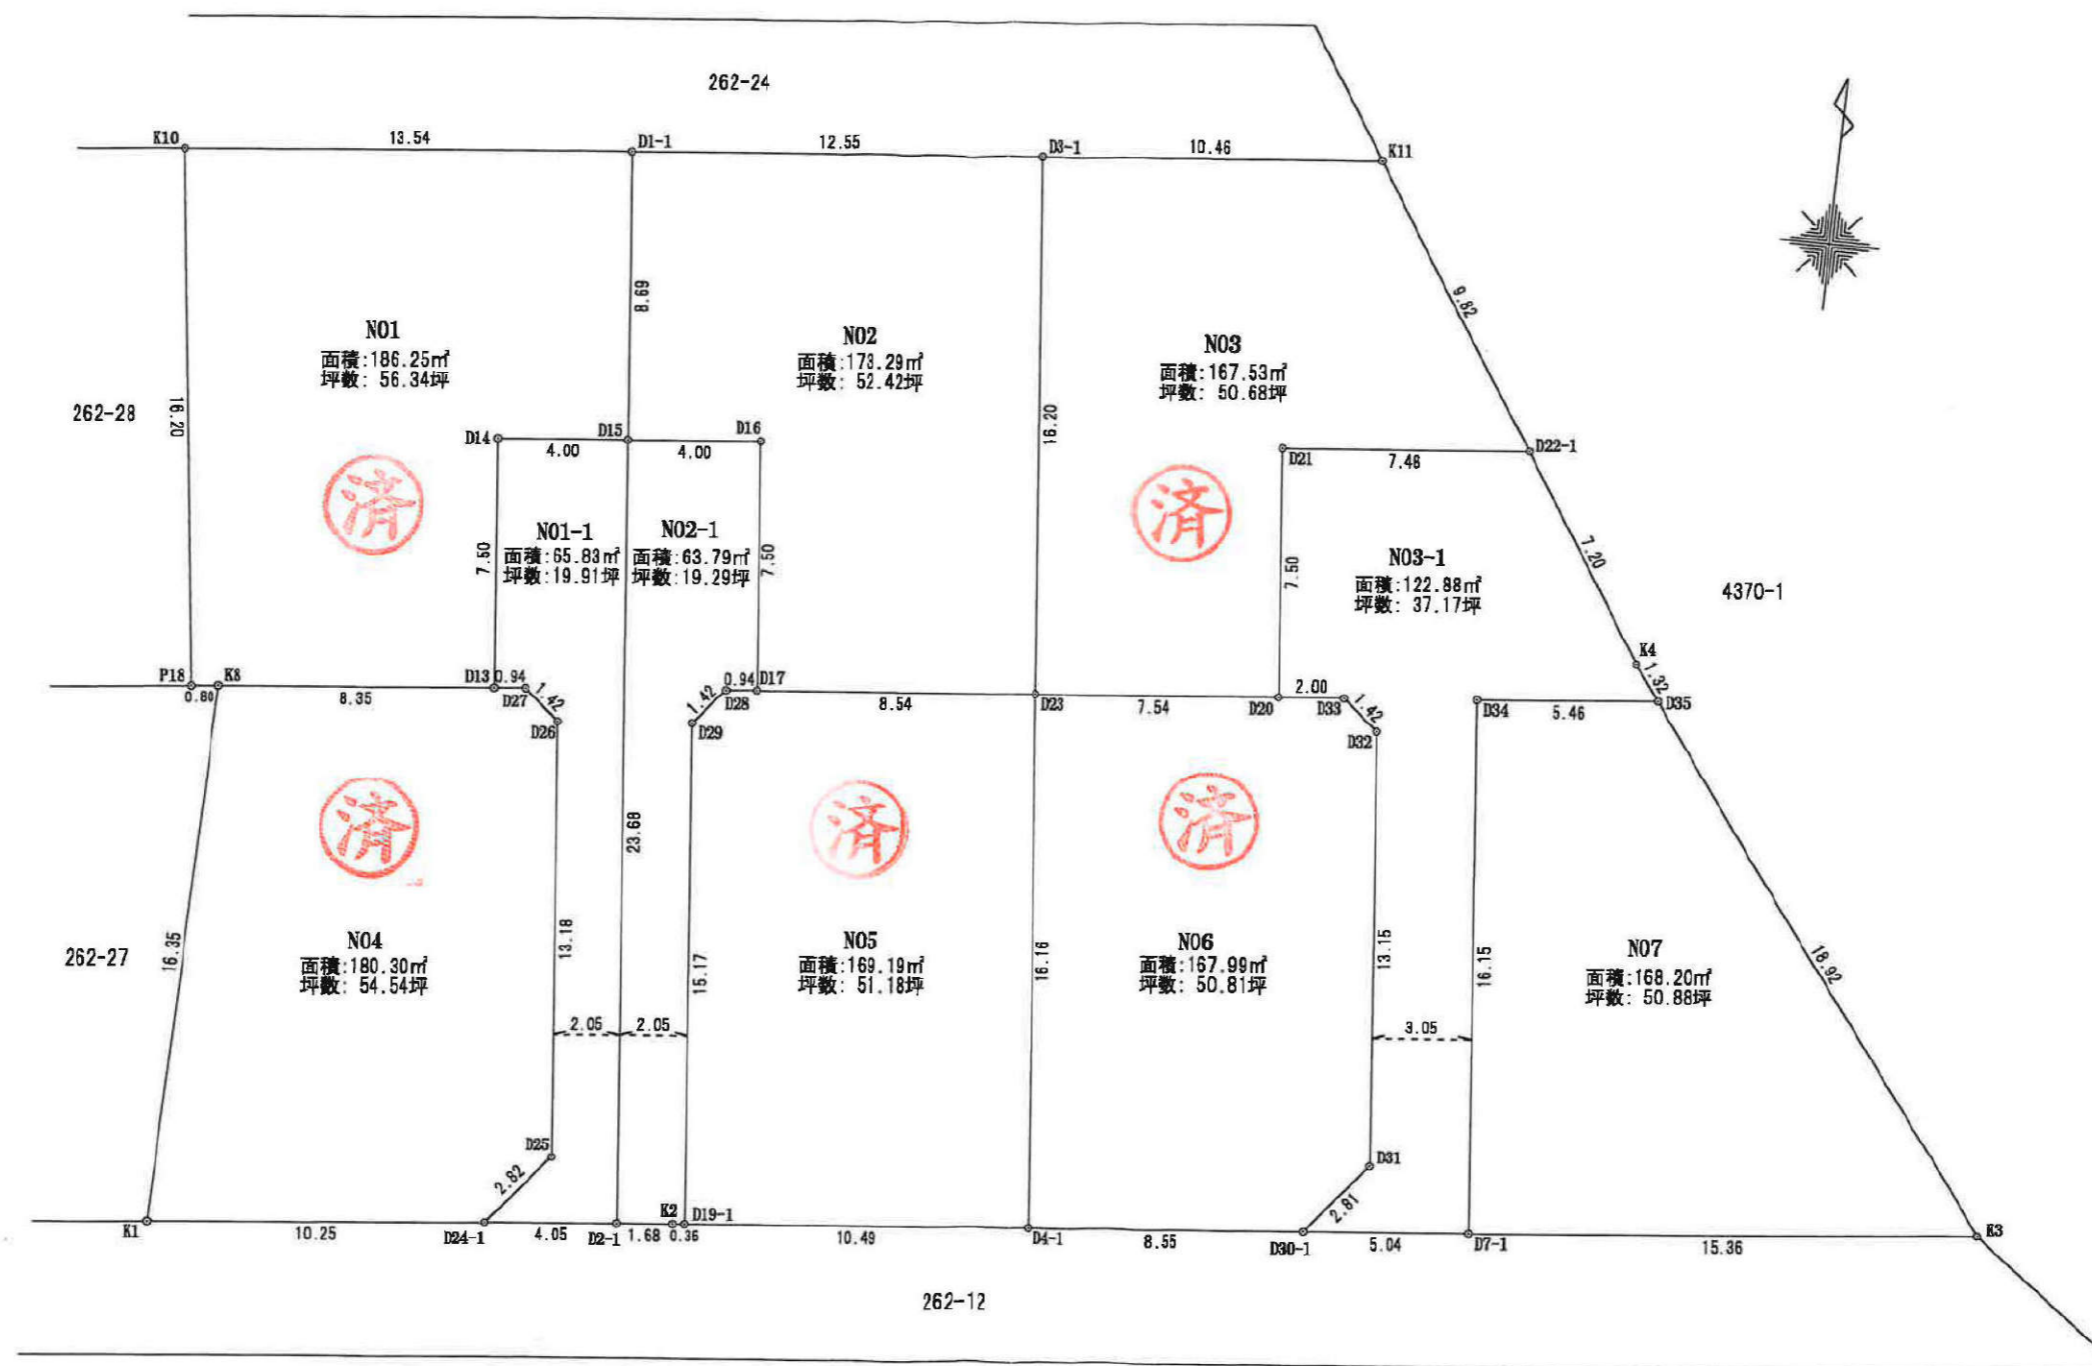 262-24
K10
13.54
D1-1
12.55
D3-1
10.46
K11
8.69
9.82
N01
面積:186.25㎡
坪数: 56.34坪
N02
面積:173.29㎡
坪数: 52.42坪
N03
面積:167.53㎡
坪数: 50.68坪
262-28
16.20
16.20
D14
4.00
D15
4.00
D16
D21
7.46
D22-1
済
済
7.50
N01-1
面積:65.83㎡
坪数:19.91坪
N02-1
面積:63.79㎡
坪数:19.29坪
7.50
7.50
N03-1
面積:122.88㎡
坪数: 37.17坪
7.20
4370-1
P18
0.80
K8
8.35
D13
0.94
D27
1.42
D26
1.42
D29
0.94
D28
D17
8.54
D23
7.54
D20
2.00
D33
1.42
D32
D34
5.46
K4
1.32
D35
済
済
済
23.68
262-27
16.35
N04
面積:180.30㎡
坪数: 54.54坪
13.18
15.17
N05
面積:169.19㎡
坪数: 51.18坪
16.16
N06
面積:167.99㎡
坪数: 50.81坪
13.15
16.15
N07
面積:168.20㎡
坪数: 50.88坪
18.92
2.05
2.05
3.05
D25
2.82
D31
2.81
K1
10.25
D24-1
4.05
D2-1
1.68
K2
0.36
D19-1
10.49
D4-1
8.55
D30-1
5.04
D7-1
15.36
K3
262-12